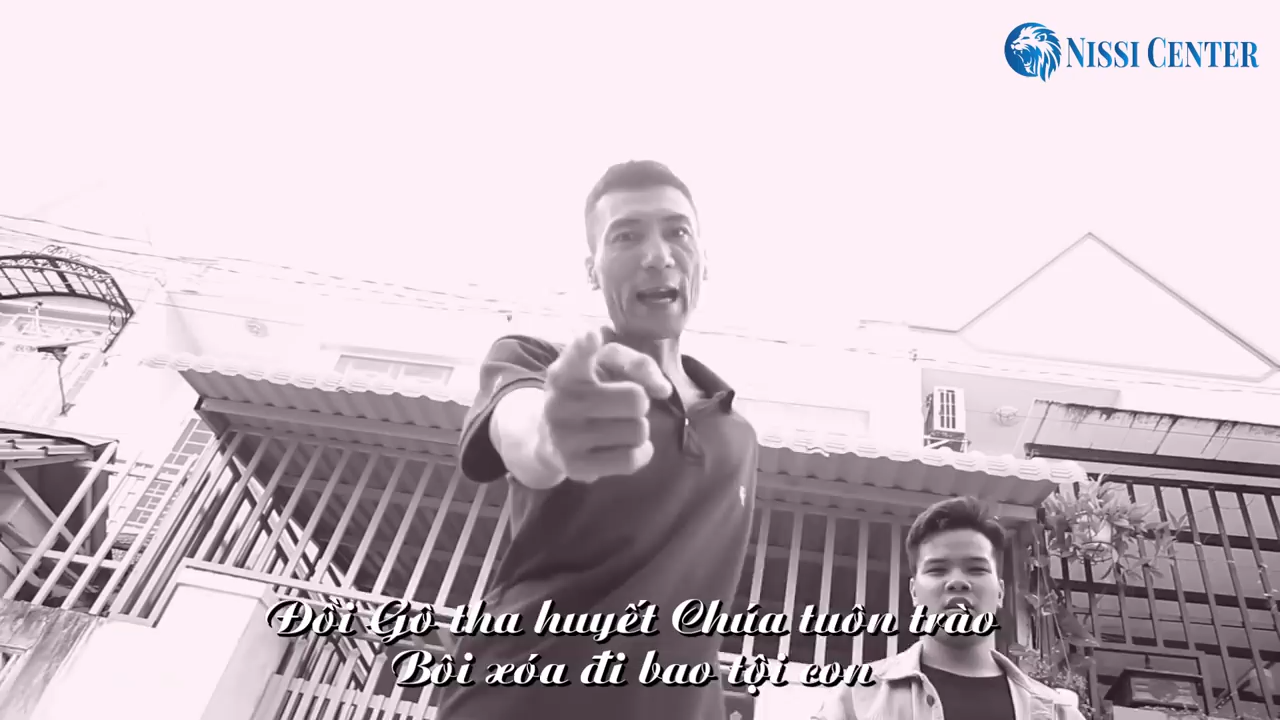 NISSI CENTER
Đồi Gô tha huyết Chúa tuôn trào
Bôi xóa đi bao tội con